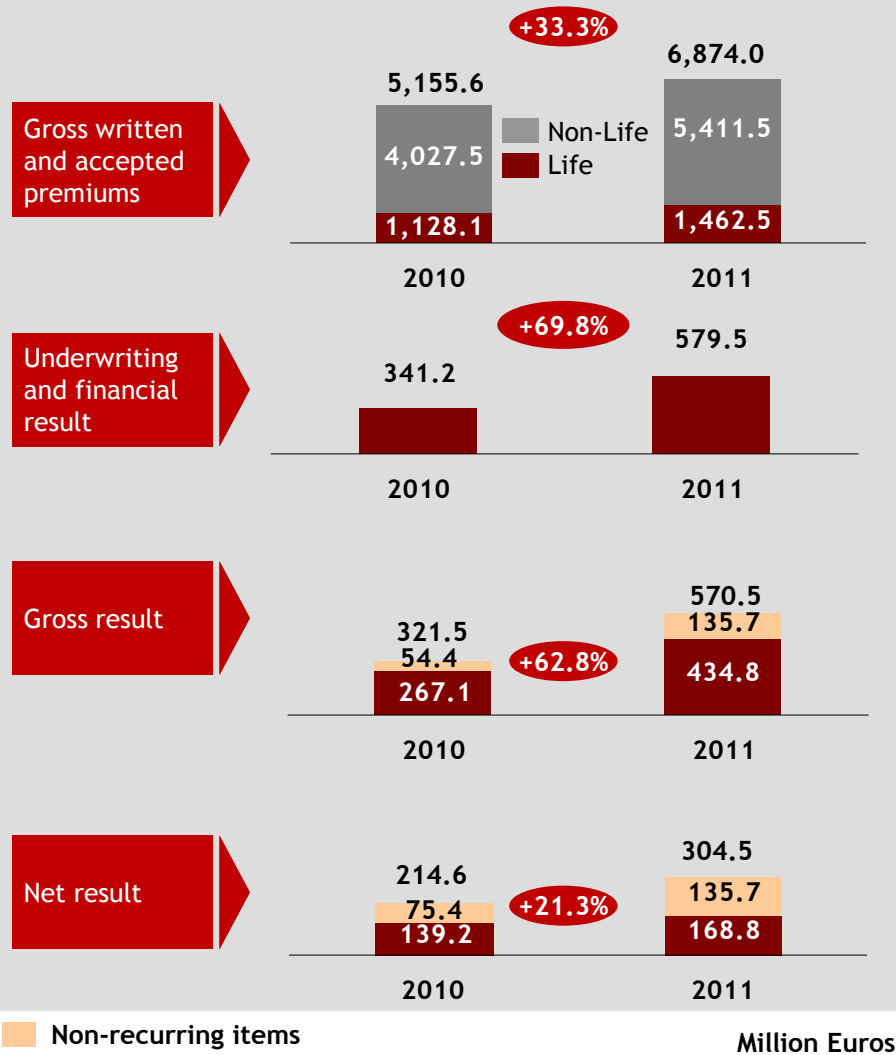 +33.3%
5,155.6
6,874.0
Gross written
and accepted
premiums
Non-Life
Life
4,027.5
5,411.5
1,128.1
1,462.5
2010
2011
+69.8%
Underwriting
and financial
result
341.2
579.5
2010
2011
Gross result
321.5
570.5
54.4
135.7
+62.8%
267.1
434.8
2010
2011
Net result
214.6
304.5
75.4
135.7
+21.3%
139.2
168.8
2010
2011
Non-recurring items
Million Euros